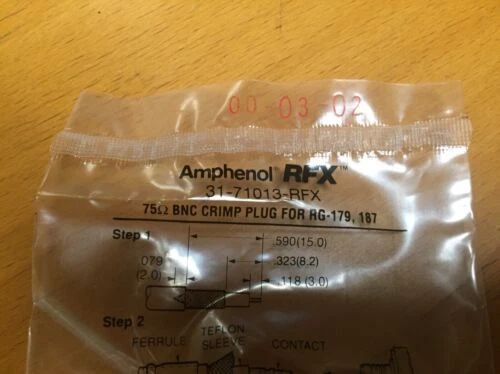 00 03-02
Amphenol RFX™
31-71013-RFX
75Ω BNC CRIMP PLUG FOR RG-179, 187
Step 1
.590(15.0)
.079
(2.0)
.323(8.2)
.118 (3.0)
Step 2
TEFLON
FERRULE SLEEVE CONTACT